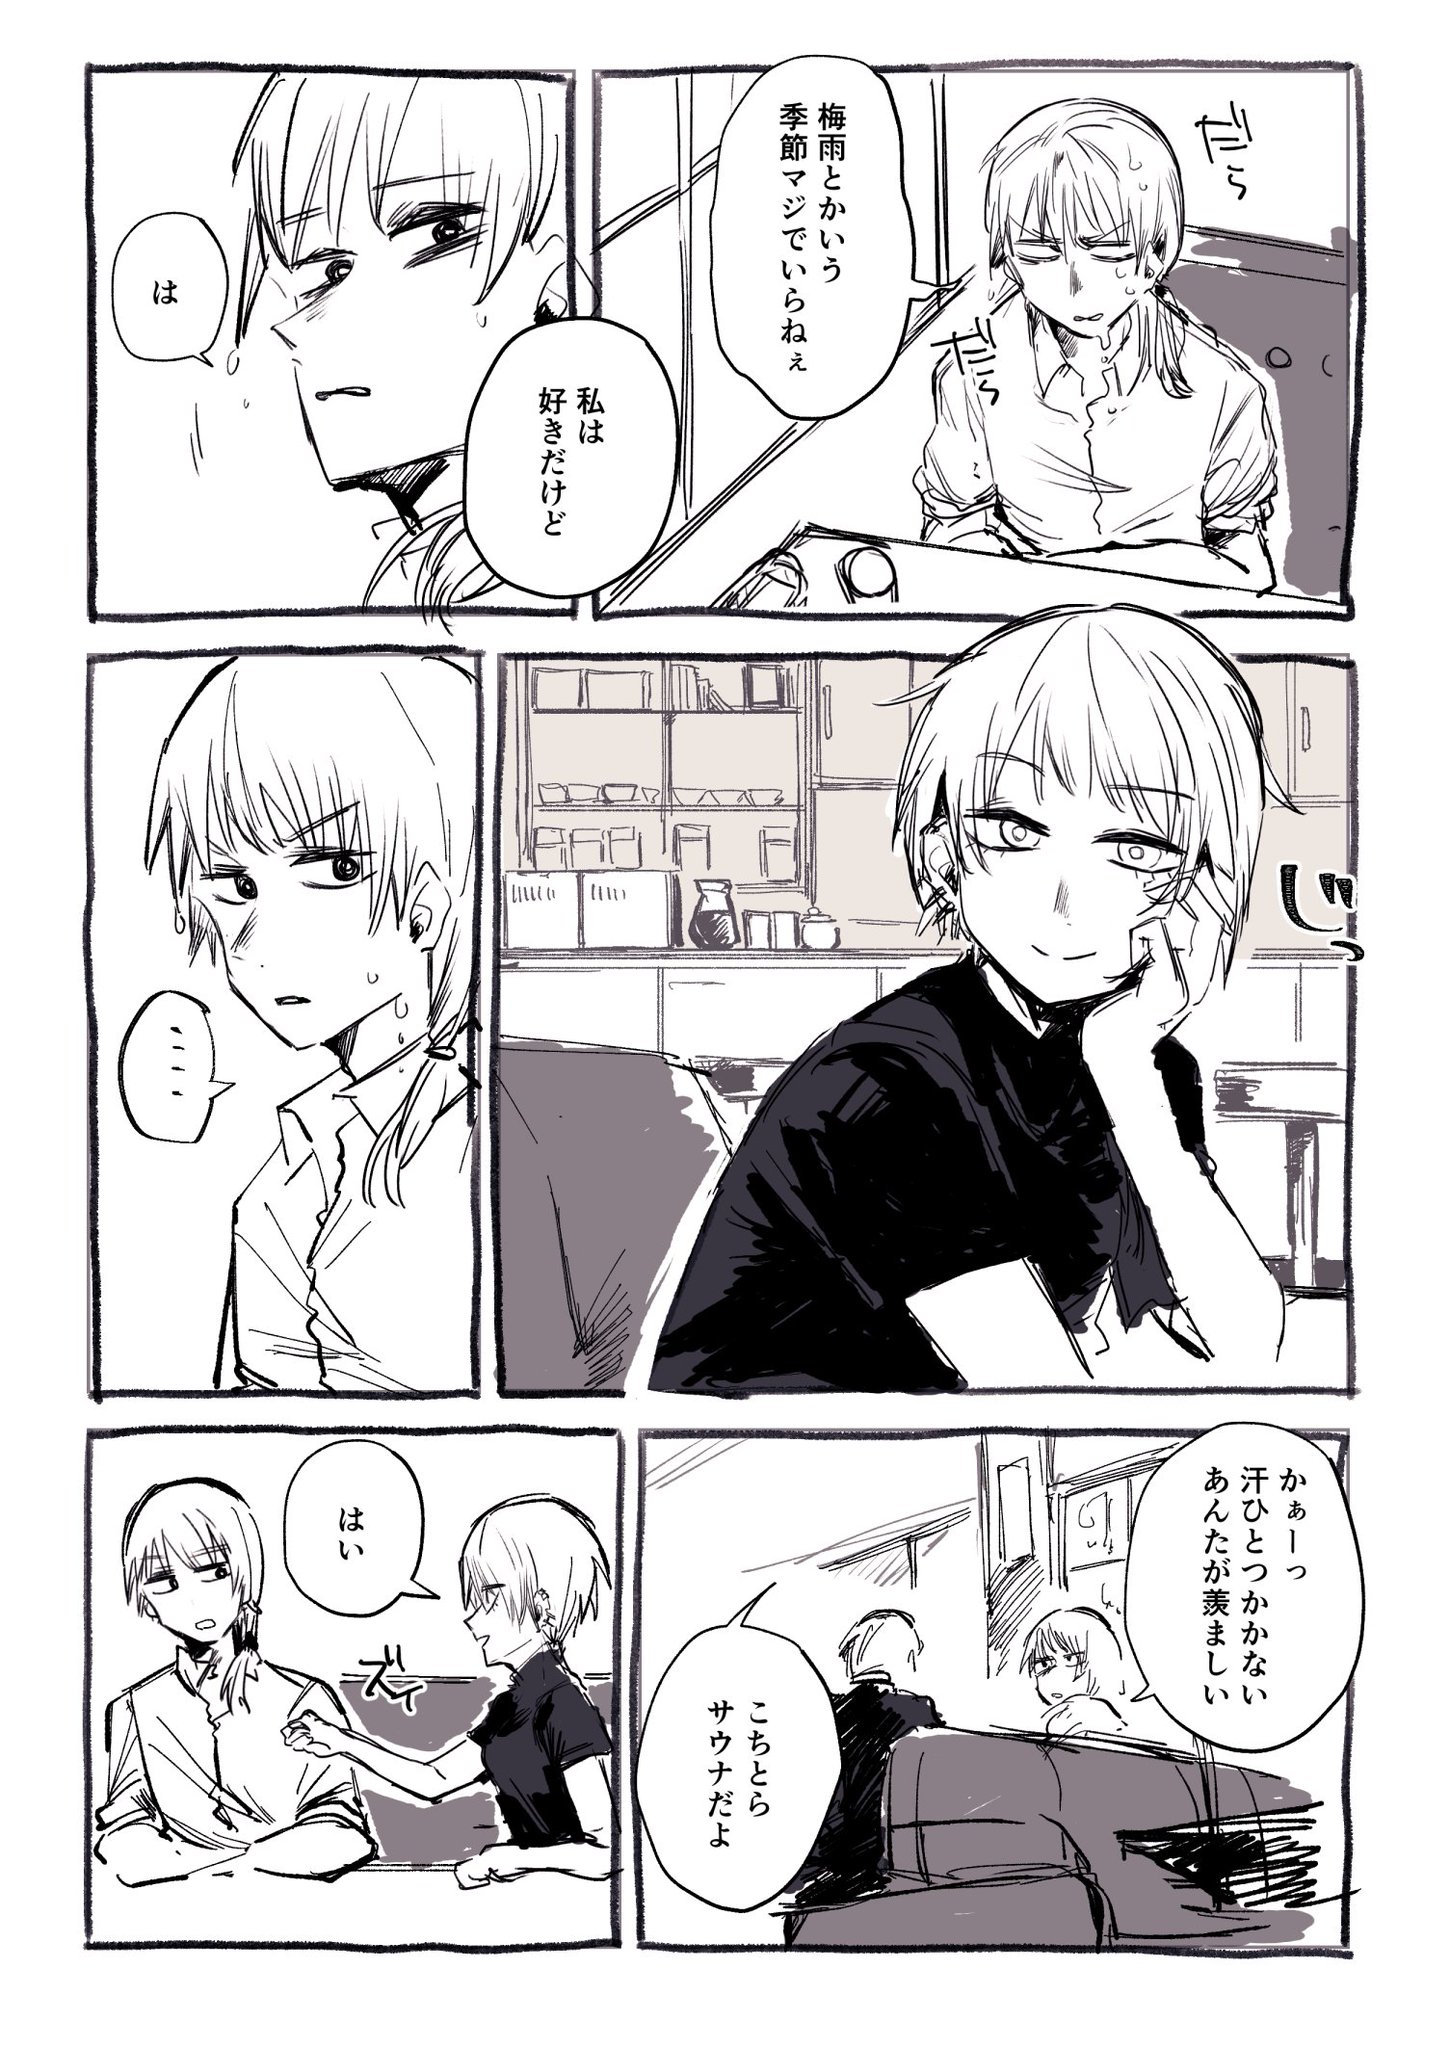 だら
だら
梅雨とかいう
季節マジでいらねぇ
私は
好きだけど
は
じっ
……
かぁーっ
汗ひとつかかない
あんたが羨ましい
こちとら
サウナだよ
はい
ズイ